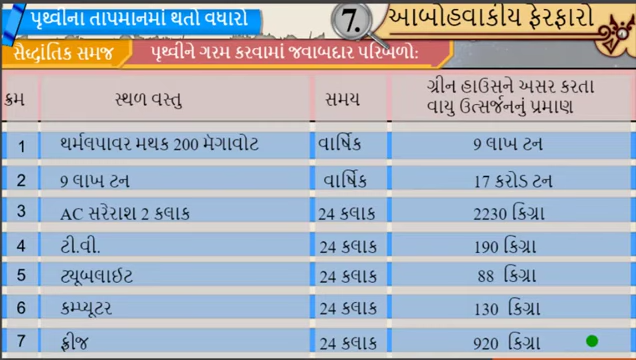 પૃથ્વીના તાપમાનમાં થતો વધારો
7.
આબોહવાકીય ફેરફારો
સૈદ્ધાંતિક સમજ
પૃથ્વીને ગરમ કરવામાં જવાબદાર પરિબળો:
ક્રમ સ્થળ વસ્તુ સમય ગ્રીન હાઉસને અસર કરતા
વાયુ ઉત્સર્જનનું પ્રમાણ
1 થર્મલપાવર મથક 200 મૅગાવોટ વાર્ષિક 9 લાખ ટન
2 9 લાખ ટન વાર્ષિક 17 કરોડ ટન
3 AC સરેરાશ 2 કલાક 24 કલાક 2230 કિગ્રા
4 ટી.વી. 24 કલાક 190 કિગ્રા
5 ટ્યૂબલાઈટ 24 કલાક 88 કિગ્રા
6 કમ્પ્યૂટર 24 કલાક 130 કિગ્રા
7 ફ્રીજ 24 કલાક 920 કિગ્રા